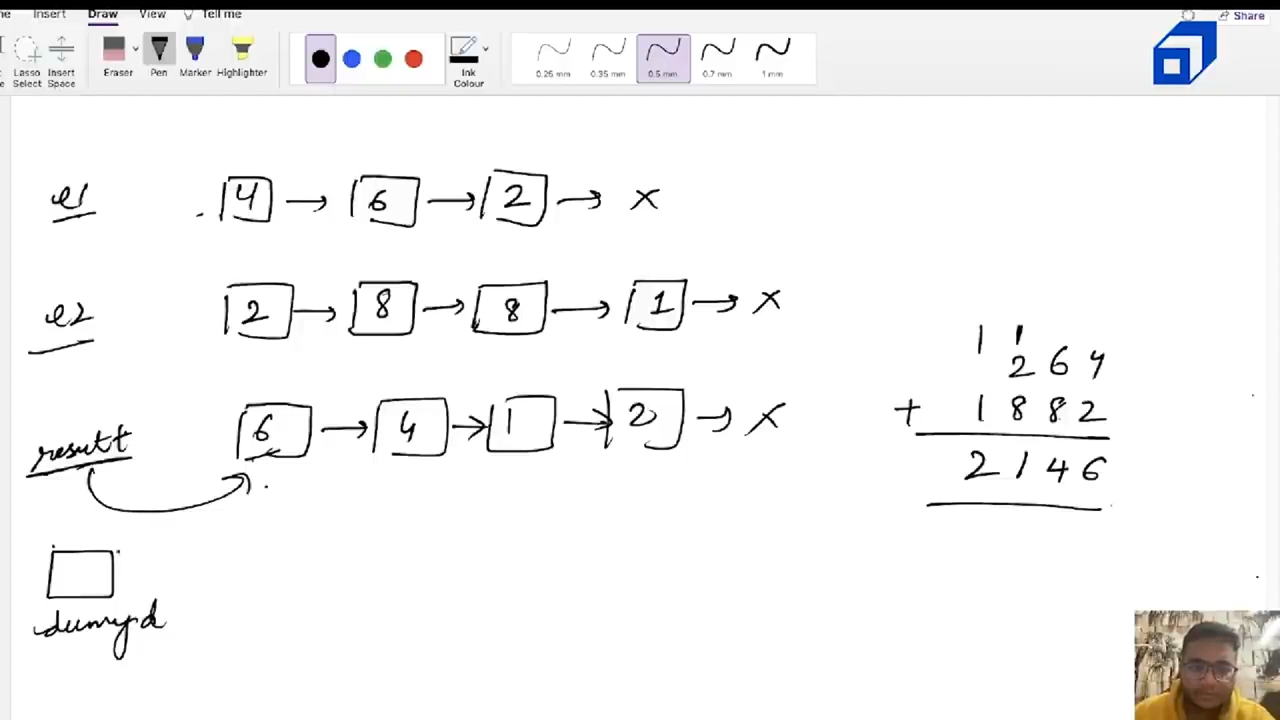 Insert Draw View Tell me Share
Eraser Pen Marker Highlighter
Lasso Select Insert Space Ink Colour
0.25 mm 0.35 mm 0.5 mm 0.7 mm 1 mm
l1 4 → 6 → 2 → x
l2 2 → 8 → 8 → 1 → x
result 6 → 4 → 1 → 2 → x
1 1
2 6 4
+ 1 8 8 2
2 1 4 6